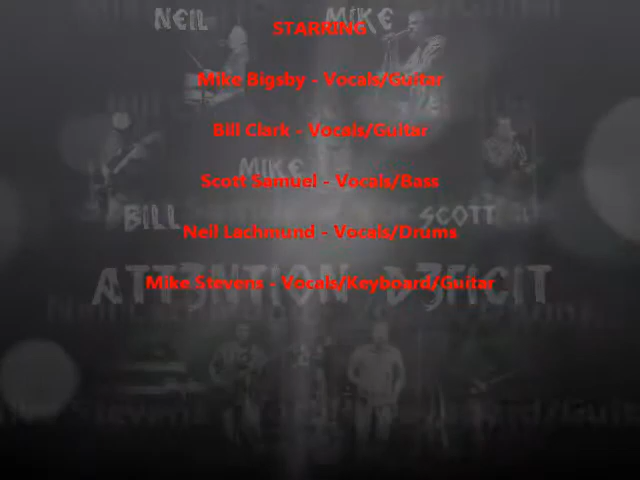 NEIL
MIKE
STARRING
Mike Bigsby - Vocals/Guitar
Bill Clark - Vocals/Guitar
MIKE
Scott Samuel - Vocals/Bass
BILL
SCOTT
Neil Lachmund - Vocals/Drums
ATT3NTION D3FICIT
Mike Stevens - Vocals/Keyboard/Guitar